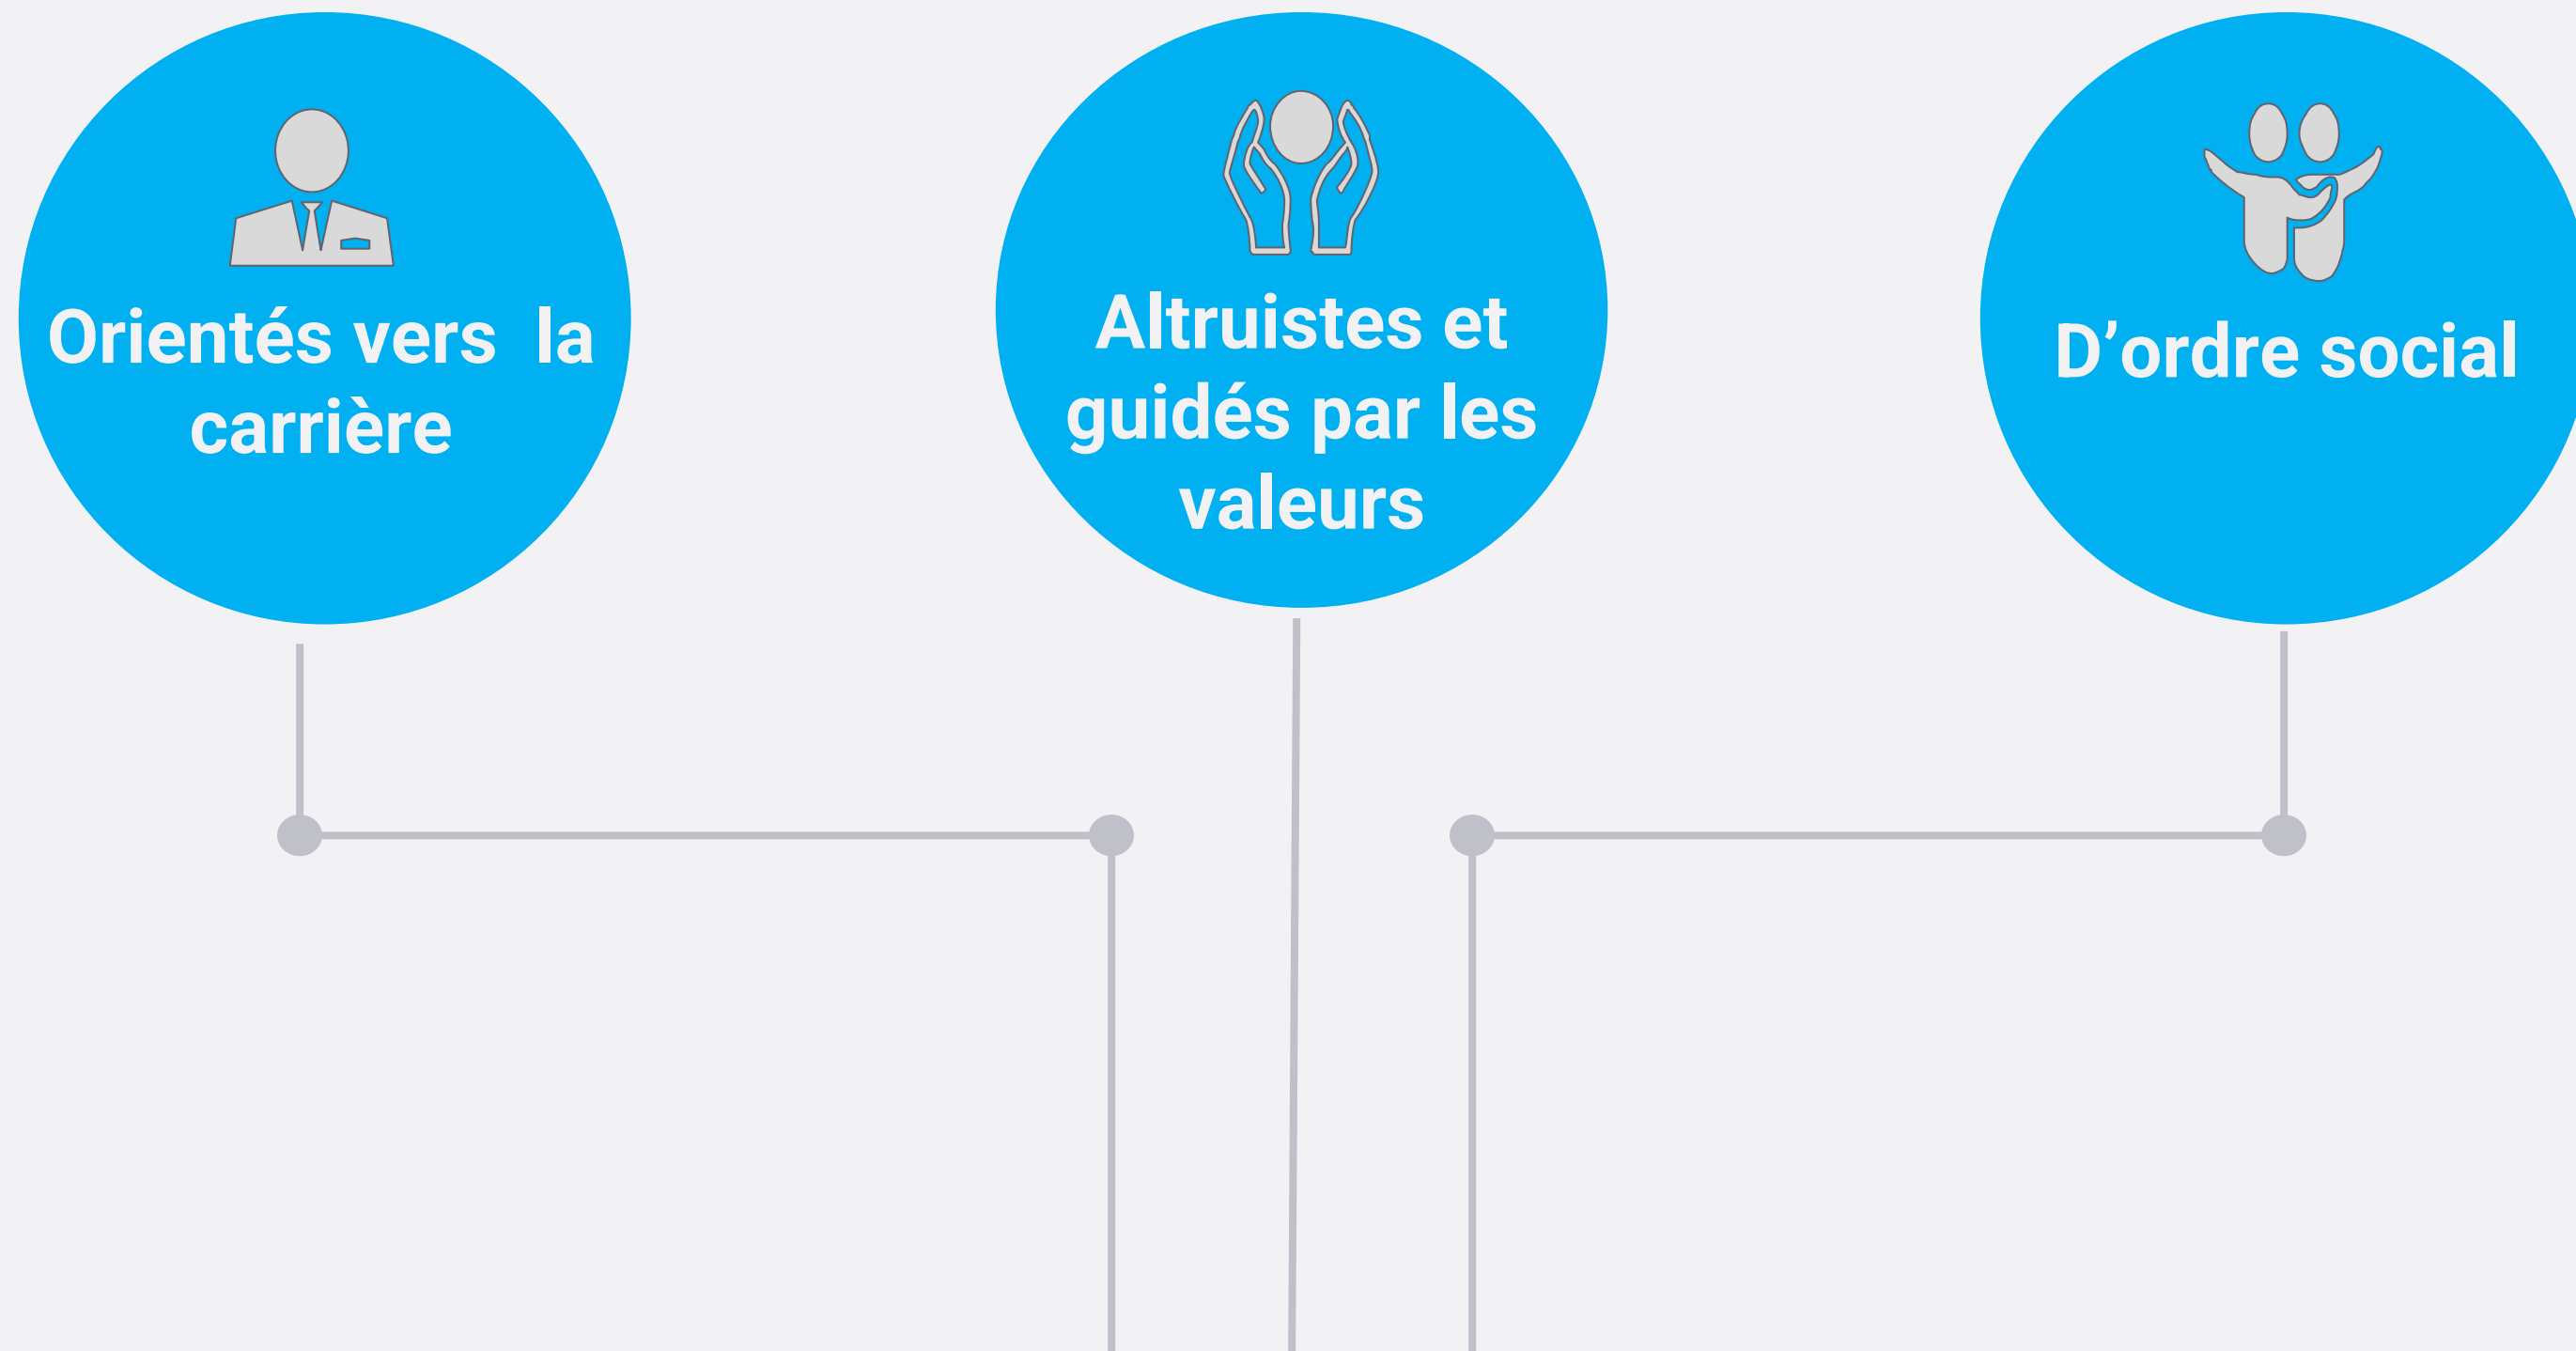 Orientés vers  la
carrière
Altruistes et
guidés par les
valeurs
D’ordre social